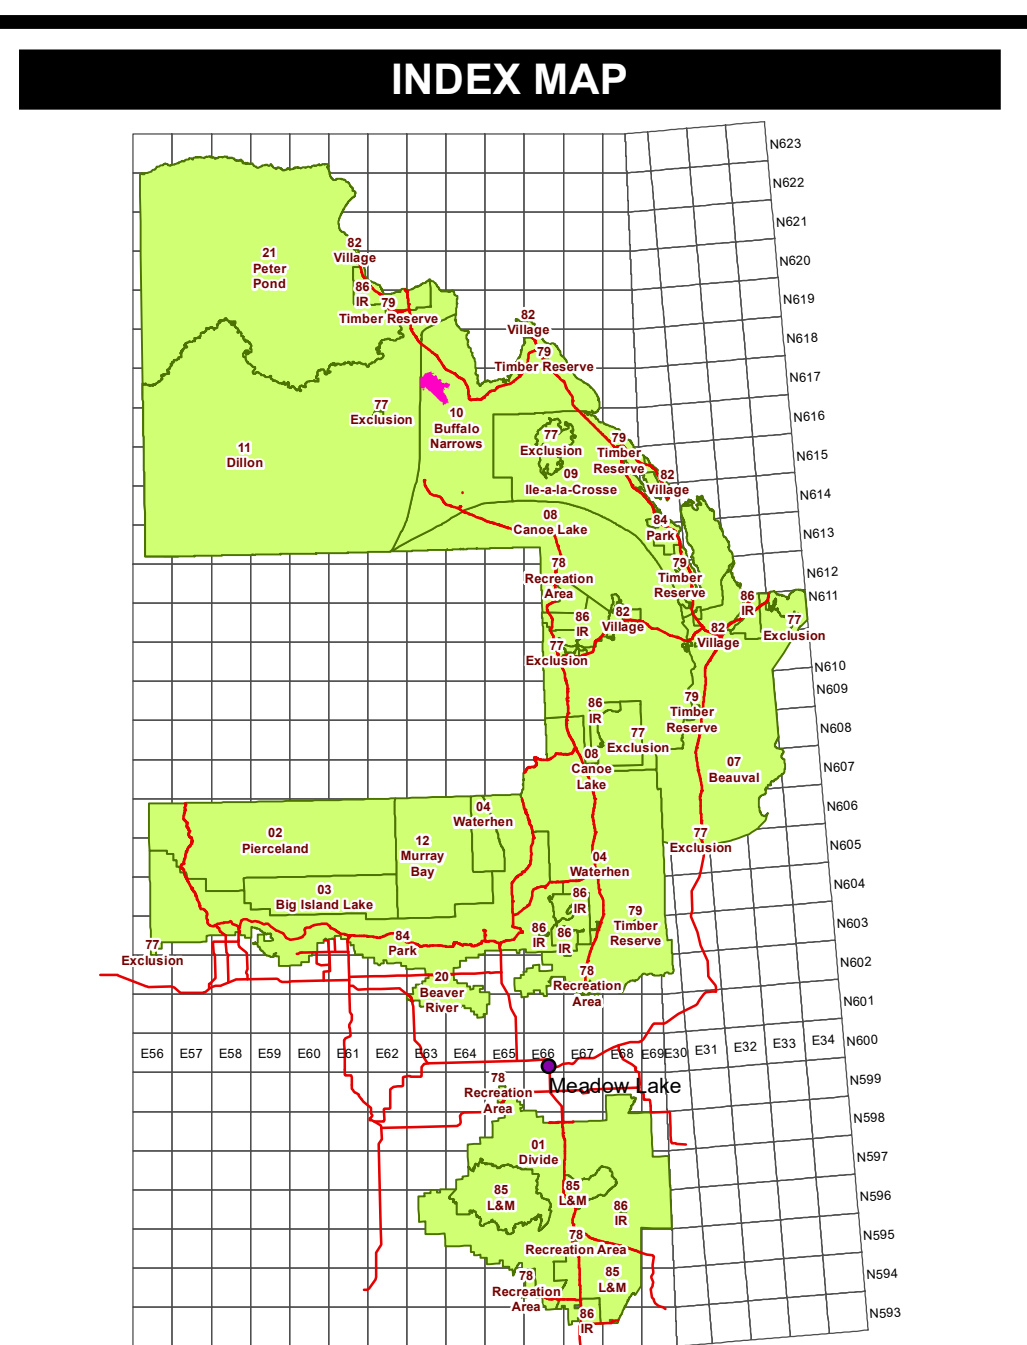 INDEX MAP
N623
N622
N621
N620
N619
N618
N617
N616
N615
N614
N613
N612
N611
N610
N609
N608
N607
N606
N605
N604
N603
N602
N601
N600
N599
N598
N597
N596
N595
N594
N593
21
Peter
Pond
82
Village
86
IR
79
Timber Reserve
82
Village
79
Timber Reserve
77
Exclusion
10
Buffalo
Narrows
11
Dillon
77
Exclusion
79
Timber
Reserve
09
Ile-a-la-Crosse
82
Village
08
Canoe Lake
84
Park
78
Recreation
Area
79
Timber
Reserve
86
IR
82
Village
86
IR
77
Exclusion
82
Village
77
Exclusion
86
IR
79
Timber
Reserve
77
Exclusion
08
Canoe
Lake
07
Beauval
04
Waterhen
02
Pierceland
12
Murray
Bay
77
Exclusion
03
Big Island Lake
04
Waterhen
86
IR
79
Timber
Reserve
86
IR
86
IR
84
Park
77
Exclusion
20
Beaver
River
78
Recreation
Area
E56 E57 E58 E59 E60 E61 E62 E63 E64 E65 E66 E67 E68 E69 E30 E31 E32 E33 E34
Meadow Lake
78
Recreation
Area
01
Divide
85
L&M
85
L&M
86
IR
78
Recreation Area
78
Recreation
Area
85
L&M
86
IR